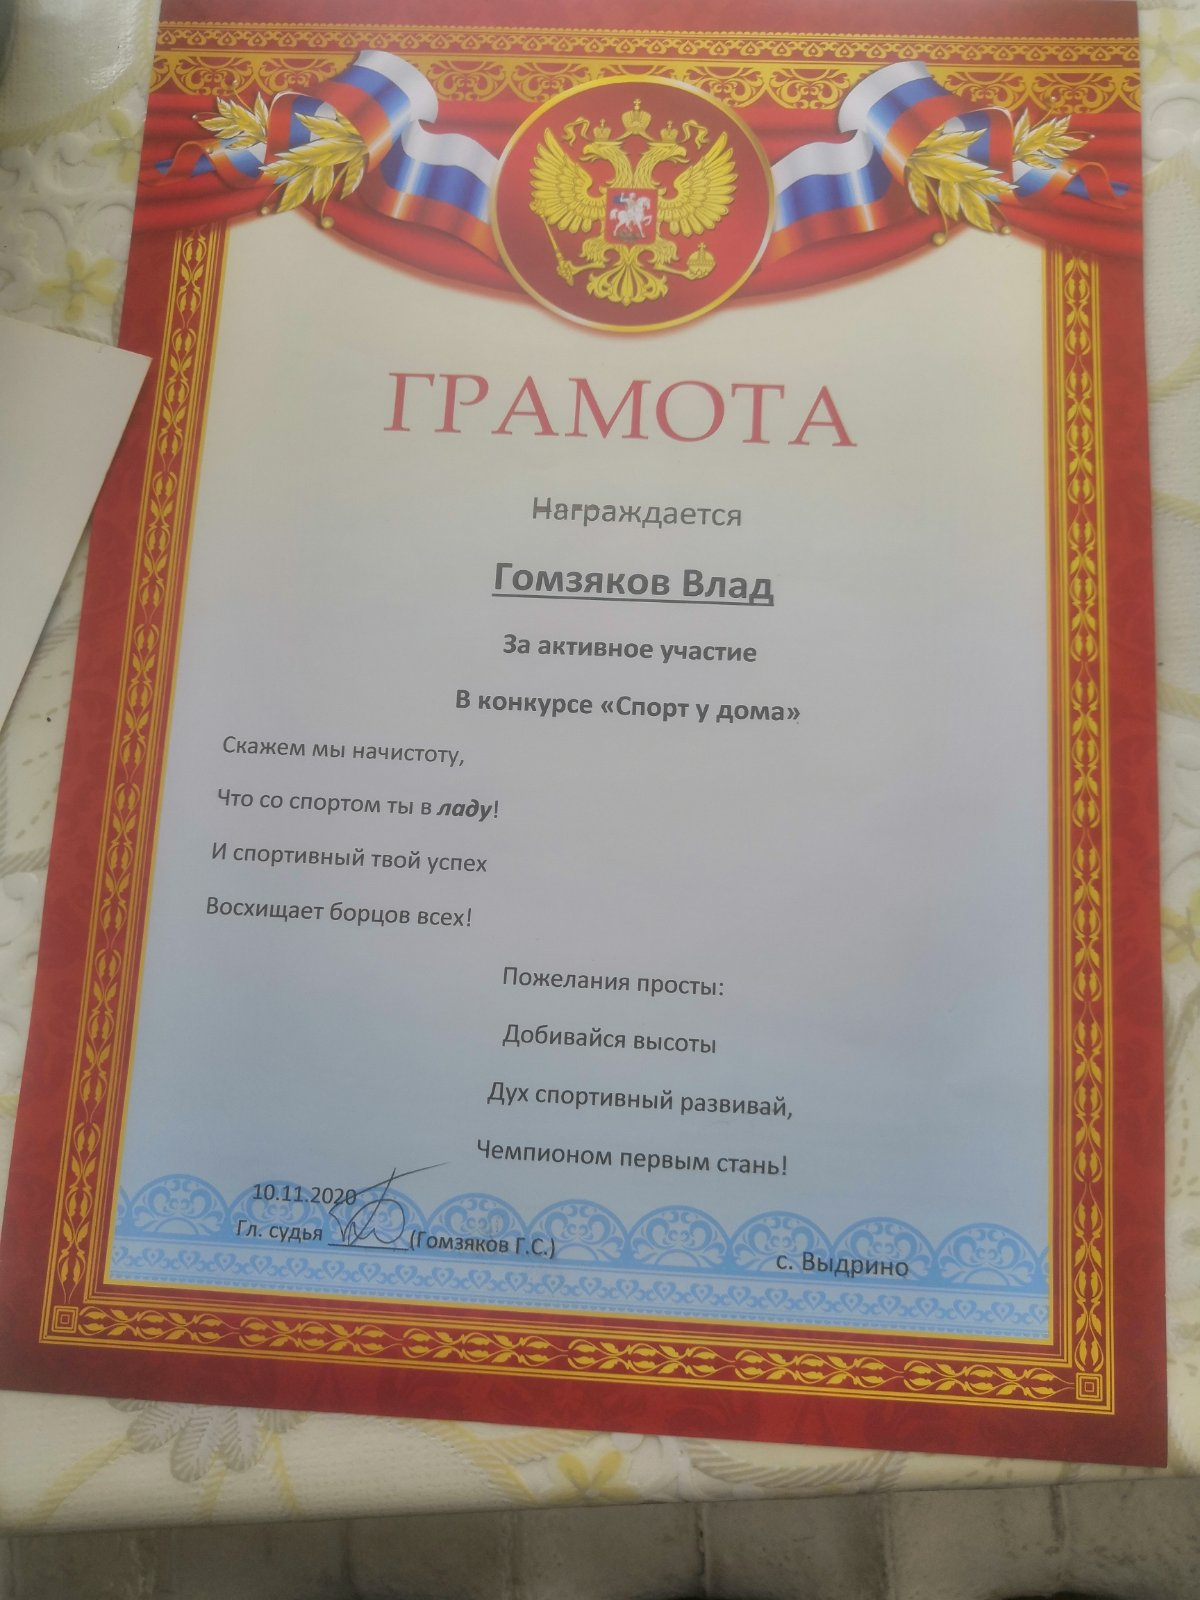 ГРАМОТА
Награждается
Гомзяков Влад
За активное участие
В конкурсе «Спорт у дома»
Скажем мы начистоту,
Что со спортом ты в ладу!
И спортивный твой успех
Восхищает борцов всех!
Пожелания просты:
Добивайся высоты
Дух спортивный развивай,
Чемпионом первым стань!
10.11.2020
Гл. судья ________(Гомзяков Г.С.)
с. Выдрино